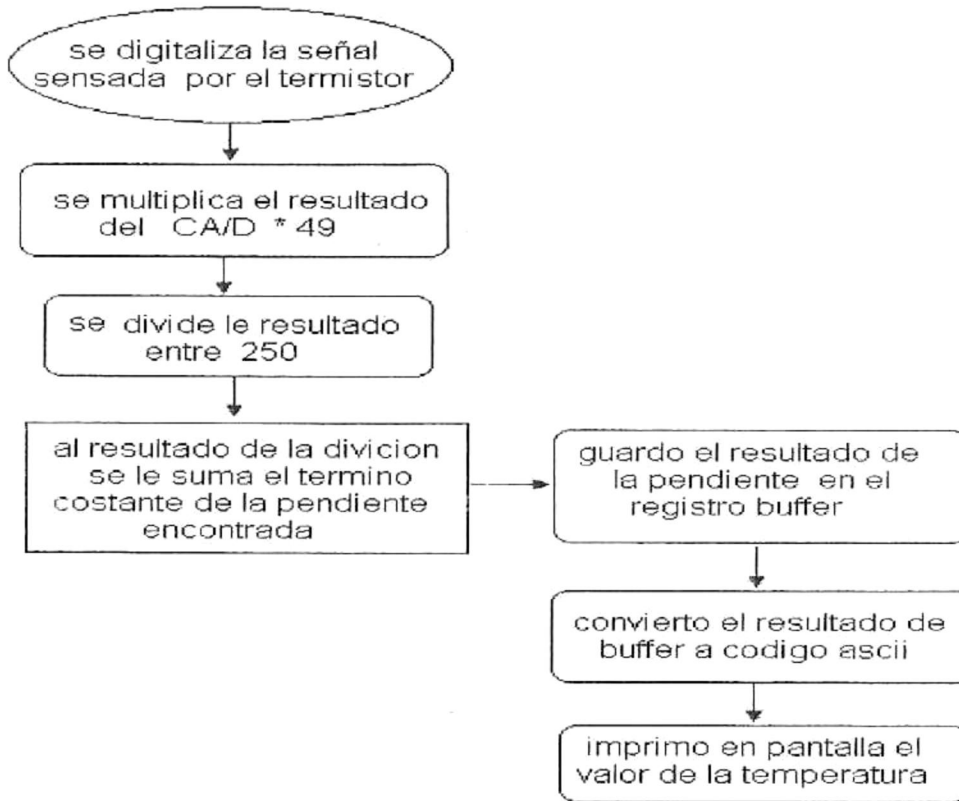 se digitaliza la señal
sensada por el termistor
se multiplica el resultado
del CA/D * 49
se divide le resultado
entre 250
al resultado de la divicion
se le suma el termino
costante de la pendiente
encontrada
guardo el resultado de
la pendiente en el
registro buffer
convierto el resultado de
buffer a codigo ascii
imprimo en pantalla el
valor de la temperatura